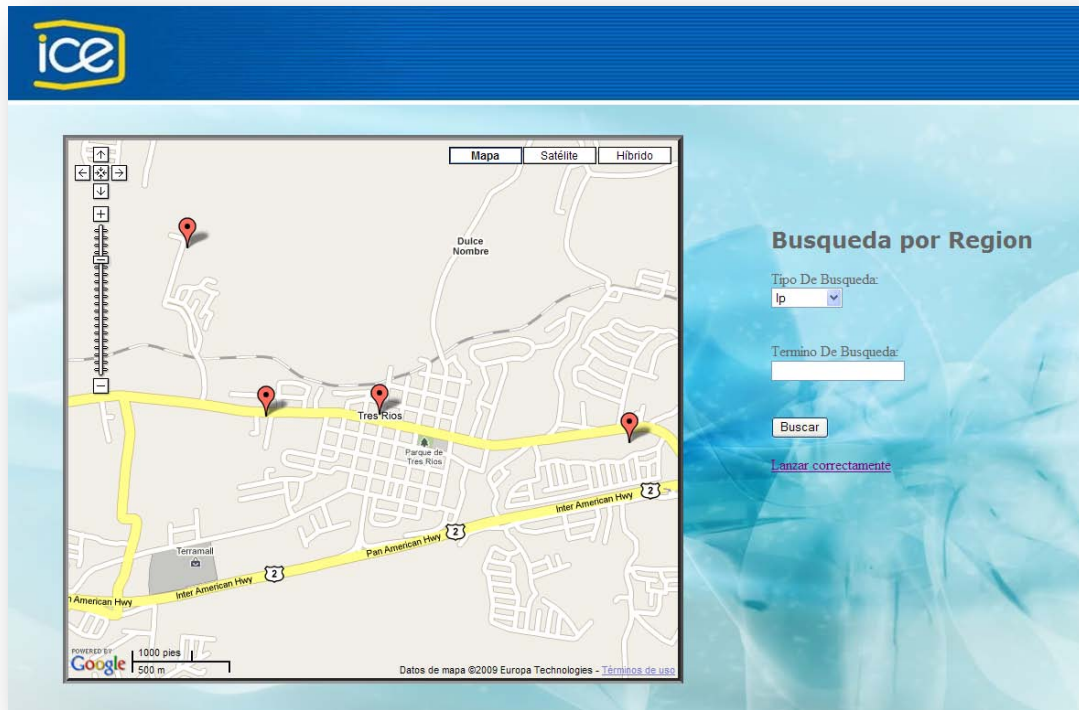 ice
Mapa
Satélite
Híbrido
Dulce
Nombre
Tres Rios
Parque de
Tres Rios
2
Inter American Hwy
2
Pan American Hwy
Terramall
2
Inter American Hwy
American Hwy
POWERED BY
Google
1000 pies
500 m
Datos de mapa ©2009 Europa Technologies - Términos de uso
Busqueda por Region
Tipo De Busqueda:
Ip
Termino De Busqueda:
Buscar
Lanzar correctamente